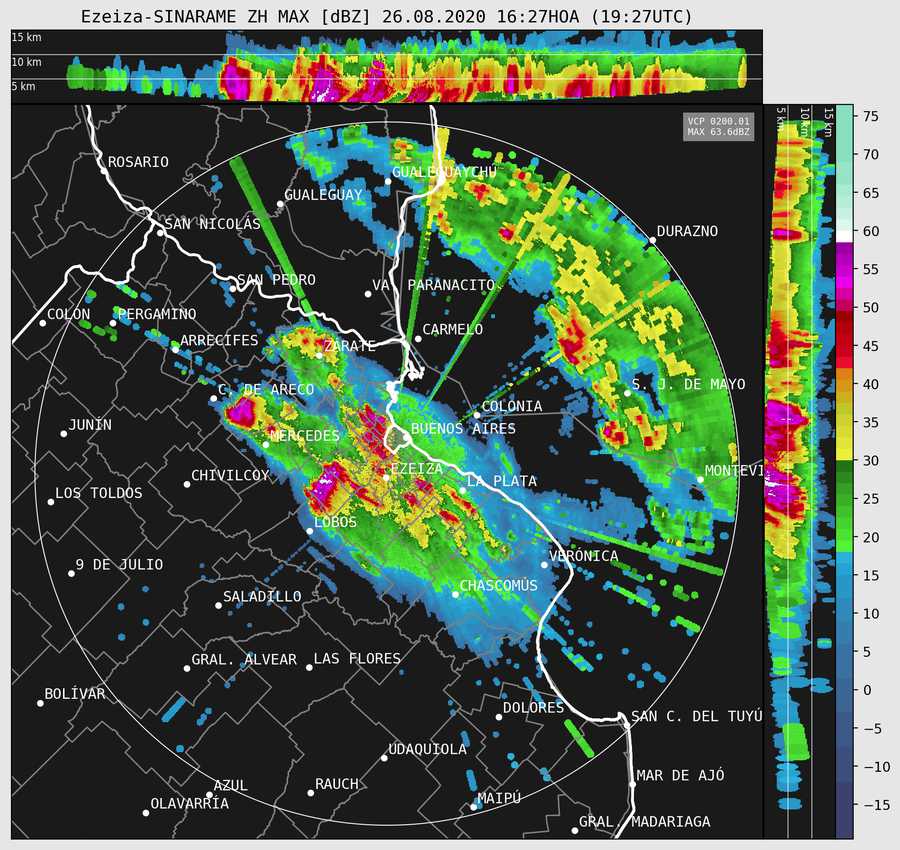 Ezeiza-SINARAME ZH MAX [dBZ] 26.08.2020 16:27HOA (19:27UTC)
15 km
10 km
5 km
5 km
10 km
15 km
VCP 0200.01
MAX 63.6dBZ
ROSARIO
GUALEGUAYCHU
GUALEGUAY
SAN NICOLÁS
DURAZNO
SAN PEDRO
VA. PARANACITO
COLÓN
PERGAMINO
CARMELO
ARRECIFES
ZÁRATE
C. DE ARECO
S. J. DE MAYO
COLONIA
JUNÍN
MERCEDES
BUENOS AIRES
CHIVILCOY
EZEIZA
MONTEVI
LA PLATA
LOS TOLDOS
LOBOS
VERÓNICA
9 DE JULIO
CHASCOMÚS
SALADILLO
GRAL. ALVEAR
LAS FLORES
BOLÍVAR
DOLORES
SAN C. DEL TUYÚ
UDAQUIOLA
MAR DE AJÓ
AZUL
RAUCH
OLAVARRÍA
MAIPÚ
GRAL. MADARIAGA
75
70
65
60
55
50
45
40
35
30
25
20
15
10
5
0
−5
−10
−15